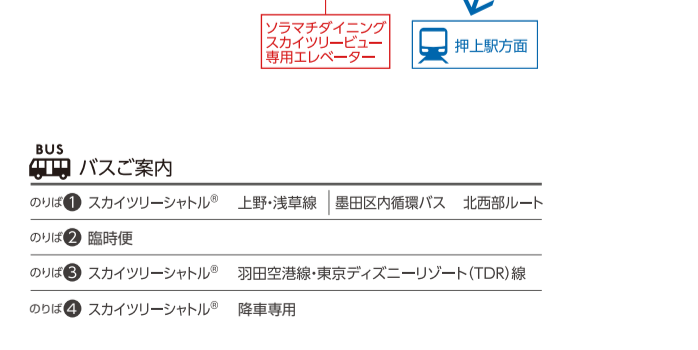 ソラマチダイニング
スカイツリービュー
専用エレベーター
押上駅方面
BUS
バスご案内
のりば1 スカイツリーシャトル® 上野・浅草線 墨田区内循環バス 北西部ルート
のりば2 臨時便
のりば3 スカイツリーシャトル® 羽田空港線・東京ディズニーリゾート(TDR)線
のりば4 スカイツリーシャトル® 降車専用